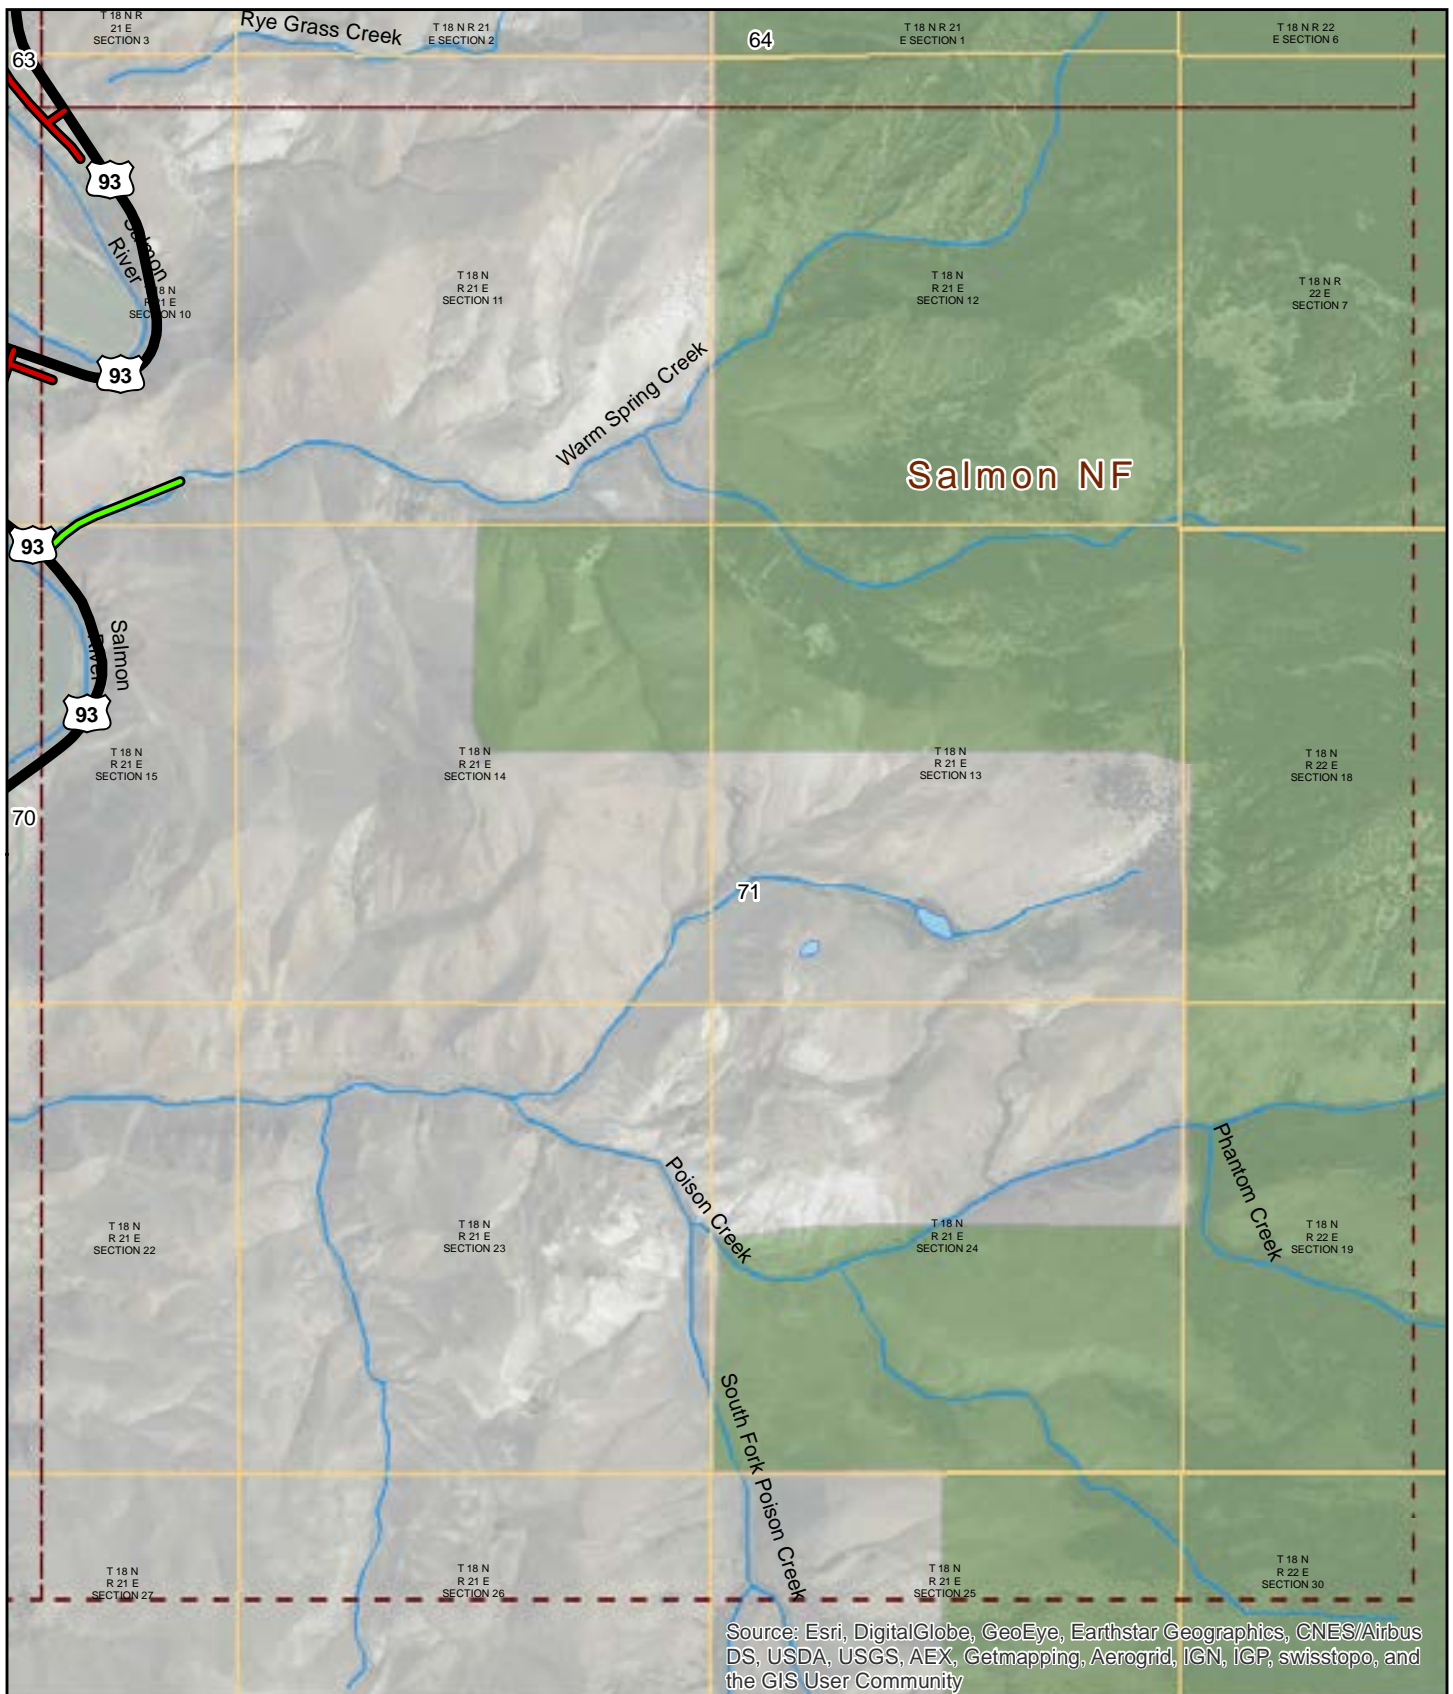 T 18 N R
21 E
SECTION 3
Rye Grass Creek
T 18 N R 21
E SECTION 2
64
T 18 N R 21
E SECTION 1
T 18 N R 22
E SECTION 6
63
93
Salmon
River
18 N
R 21 E
SECTION 10
T 18 N
R 21 E
SECTION 11
T 18 N
R 21 E
SECTION 12
T 18 N R
22 E
SECTION 7
93
Warm Spring Creek
Salmon NF
93
Salmon
River
93
T 18 N
R 21 E
SECTION 15
T 18 N
R 21 E
SECTION 14
T 18 N
R 21 E
SECTION 13
T 18 N
R 22 E
SECTION 18
70
71
Poison Creek
Phantom Creek
T 18 N
R 21 E
SECTION 22
T 18 N
R 21 E
SECTION 23
T 18 N
R 21 E
SECTION 24
T 18 N
R 22 E
SECTION 19
South Fork Poison Creek
T 18 N
R 21 E
SECTION 27
T 18 N
R 21 E
SECTION 26
T 18 N
R 21 E
SECTION 25
T 18 N
R 22 E
SECTION 30
Source: Esri, DigitalGlobe, GeoEye, Earthstar Geographics, CNES/Airbus
DS, USDA, USGS, AEX, Getmapping, Aerogrid, IGN, IGP, swisstopo, and
the GIS User Community